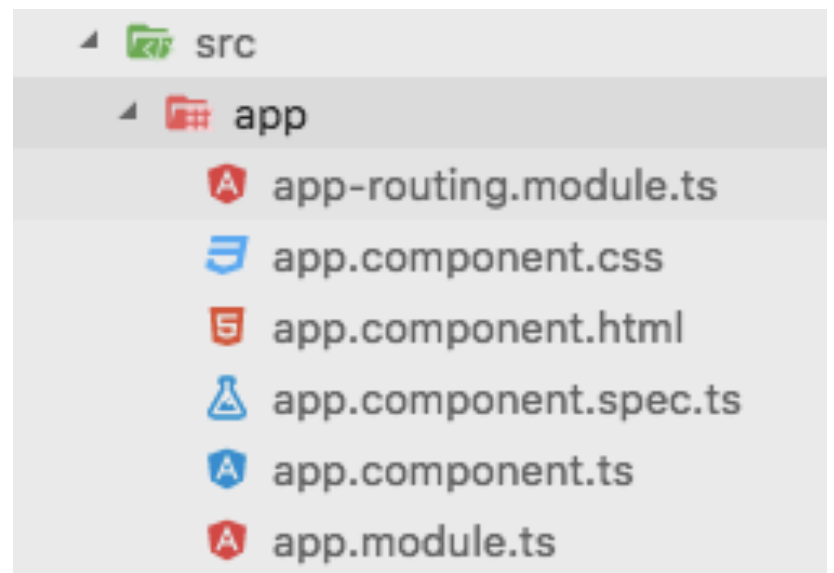 src
app
app-routing.module.ts
app.component.css
app.component.html
app.component.spec.ts
app.component.ts
app.module.ts